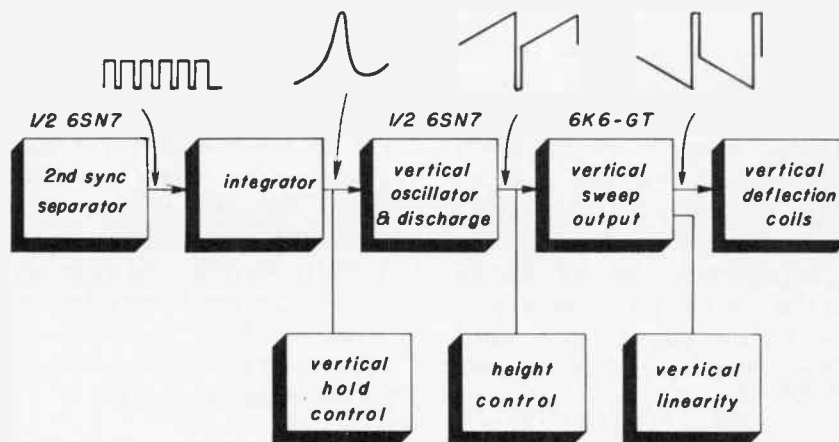 1/2 6SN7
1/2 6SN7
6K6-GT
2nd sync
separator
integrator
vertical
oscillator
& discharge
vertical
sweep
output
vertical
deflection
coils
vertical
hold
control
height
control
vertical
linearity